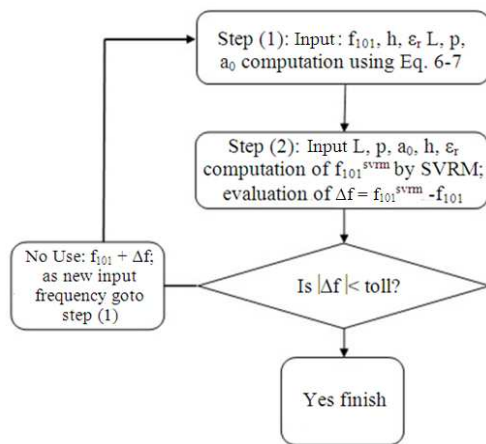 Step (1): Input: f₁₀₁, h, εᵣ L, p,
a₀ computation using Eq. 6-7
Step (2): Input L, p, a₀, h, εᵣ
computation of f₁₀₁ˢᵛʳᵐ by SVRM;
evaluation of Δf = f₁₀₁ˢᵛʳᵐ -f₁₀₁
No Use: f₁₀₁ + Δf;
as new input
frequency goto
step (1)
Is |Δf |< toll?
Yes finish